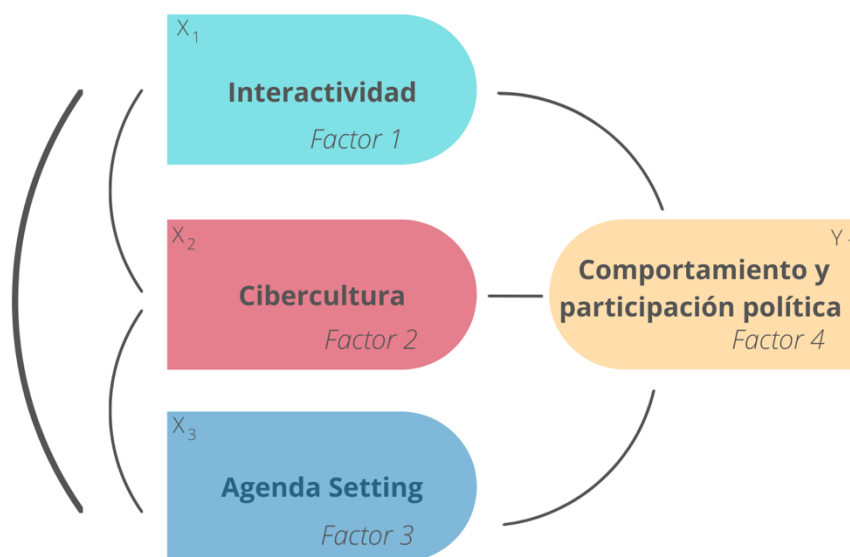 X₁
Interactividad
Factor 1
X₂
Cibercultura
Factor 2
Y
Comportamiento y
participación política
Factor 4
X₃
Agenda Setting
Factor 3